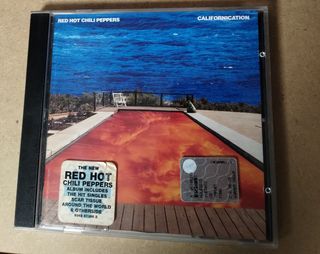 RED HOT CHILI PEPPERS
CALIFORNICATION
THE NEW
RED HOT
CHILI PEPPERS
ALBUM INCLUDES
THE HIT SINGLES
SCAR TISSUE
AROUND THE WORLD
& OTHERSIDE